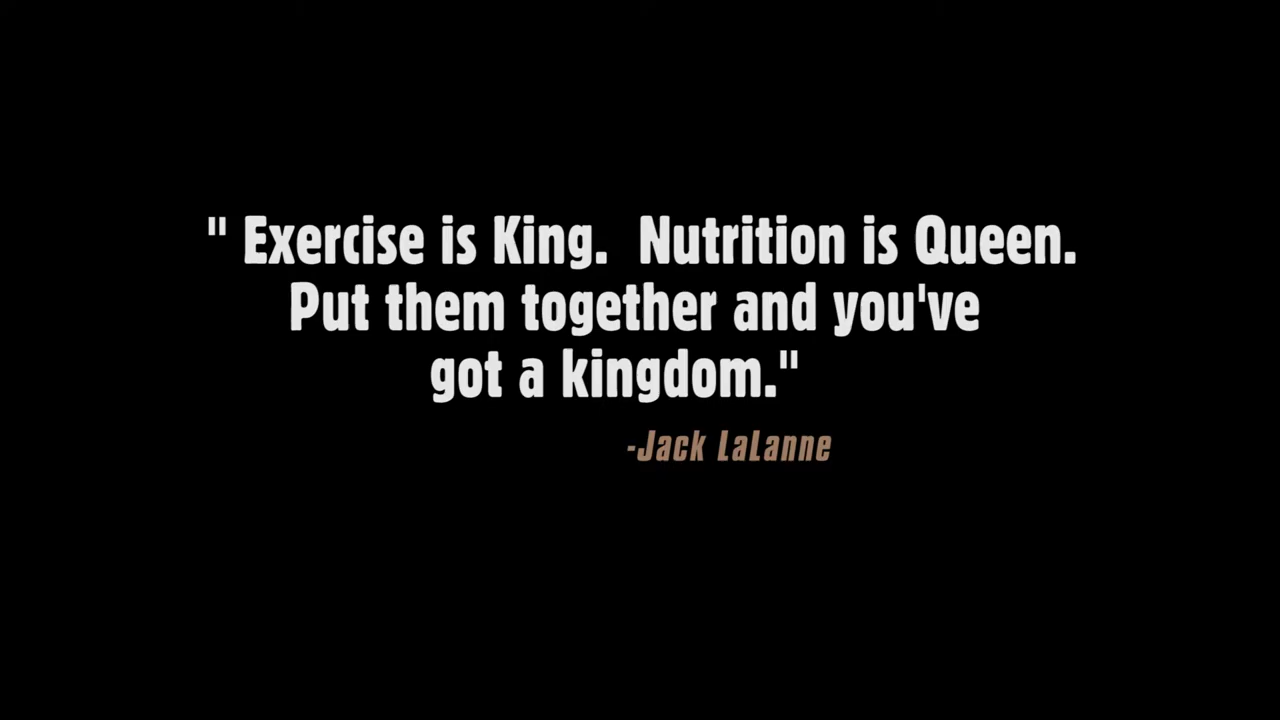 " Exercise is King.  Nutrition is Queen.
Put them together and you've
got a kingdom."
-Jack LaLanne